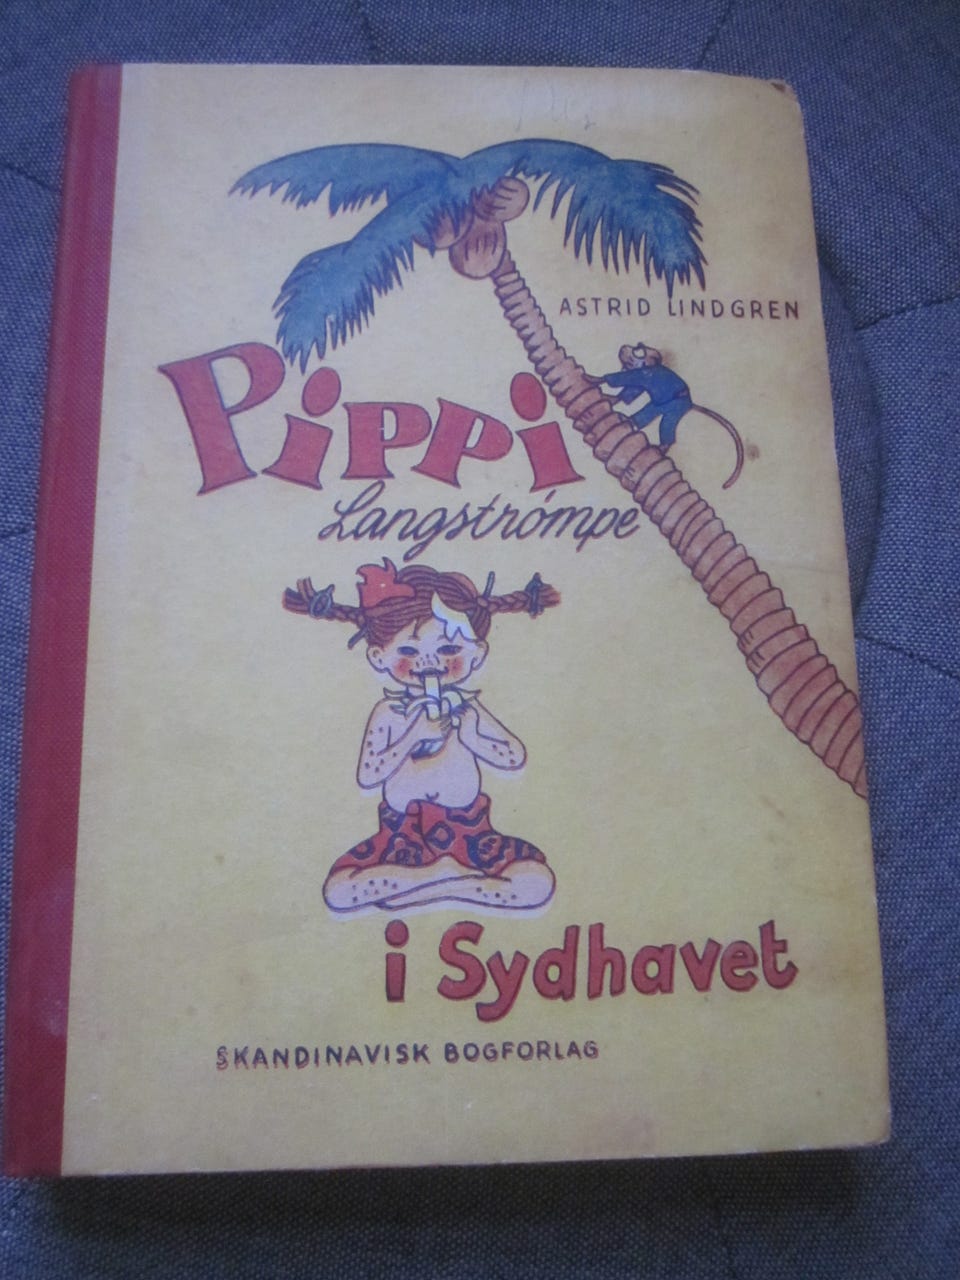 ASTRID LINDGREN
Pippi
Langstrømpe
i Sydhavet
SKANDINAVISK BOGFORLAG